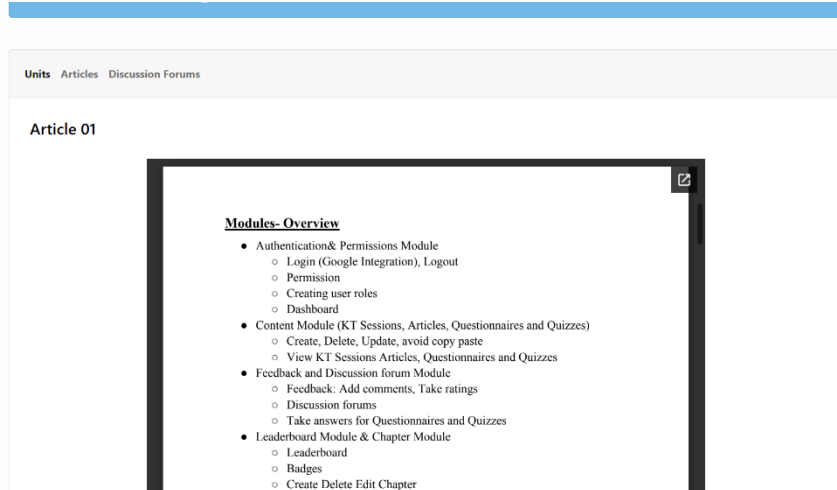 Units Articles Discussion Forums
Article 01
Modules- Overview
● Authentication& Permissions Module
○ Login (Google Integration), Logout
○ Permission
○ Creating user roles
○ Dashboard
● Content Module (KT Sessions, Articles, Questionnaires and Quizzes)
○ Create, Delete, Update, avoid copy paste
○ View KT Sessions Articles, Questionnaires and Quizzes
● Feedback and Discussion forum Module
○ Feedback: Add comments, Take ratings
○ Discussion forums
○ Take answers for Questionnaires and Quizzes
● Leaderboard Module & Chapter Module
○ Leaderboard
○ Badges
○ Create Delete Edit Chapter